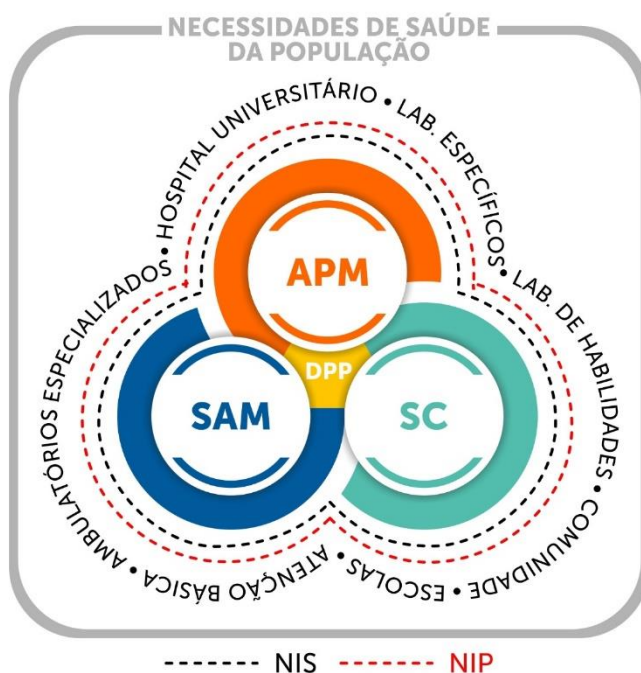 NECESSIDADES DE SAÚDE
DA POPULAÇÃO
AMBULATÓRIOS ESPECIALIZADOS • HOSPITAL UNIVERSITÁRIO • LAB. ESPECÍFICOS • LAB. DE HABILIDADES • COMUNIDADE • ESCOLAS • ATENÇÃO BÁSICA •
APM
DPP
SAM
SC
NIS
NIP